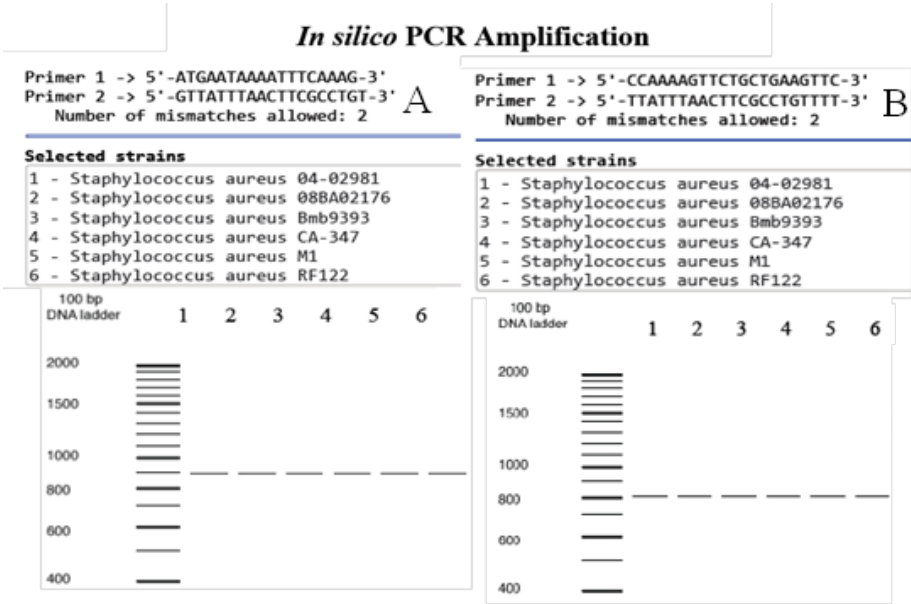 In silico PCR Amplification
Primer 1 -> 5'-ATGAATAAAATTTCAAAG-3'
Primer 2 -> 5'-GTTATTTAACTTCGCCTGT-3'
A
Number of mismatches allowed: 2
Selected strains
1 - Staphylococcus aureus 04-02981
2 - Staphylococcus aureus 08BA02176
3 - Staphylococcus aureus Bmb9393
4 - Staphylococcus aureus CA-347
5 - Staphylococcus aureus M1
6 - Staphylococcus aureus RF122
100 bp
DNA ladder
1 2 3 4 5 6
2000
1500
1000
800
600
400
Primer 1 -> 5'-CCAAAAGTTCTGCTGAAGTTC-3'
Primer 2 -> 5'-TTATTTAACTTCGCCTGTTTT-3'
B
Number of mismatches allowed: 2
Selected strains
1 - Staphylococcus aureus 04-02981
2 - Staphylococcus aureus 08BA02176
3 - Staphylococcus aureus Bmb9393
4 - Staphylococcus aureus CA-347
5 - Staphylococcus aureus M1
6 - Staphylococcus aureus RF122
100 bp
DNA ladder
1 2 3 4 5 6
2000
1500
1000
800
600
400